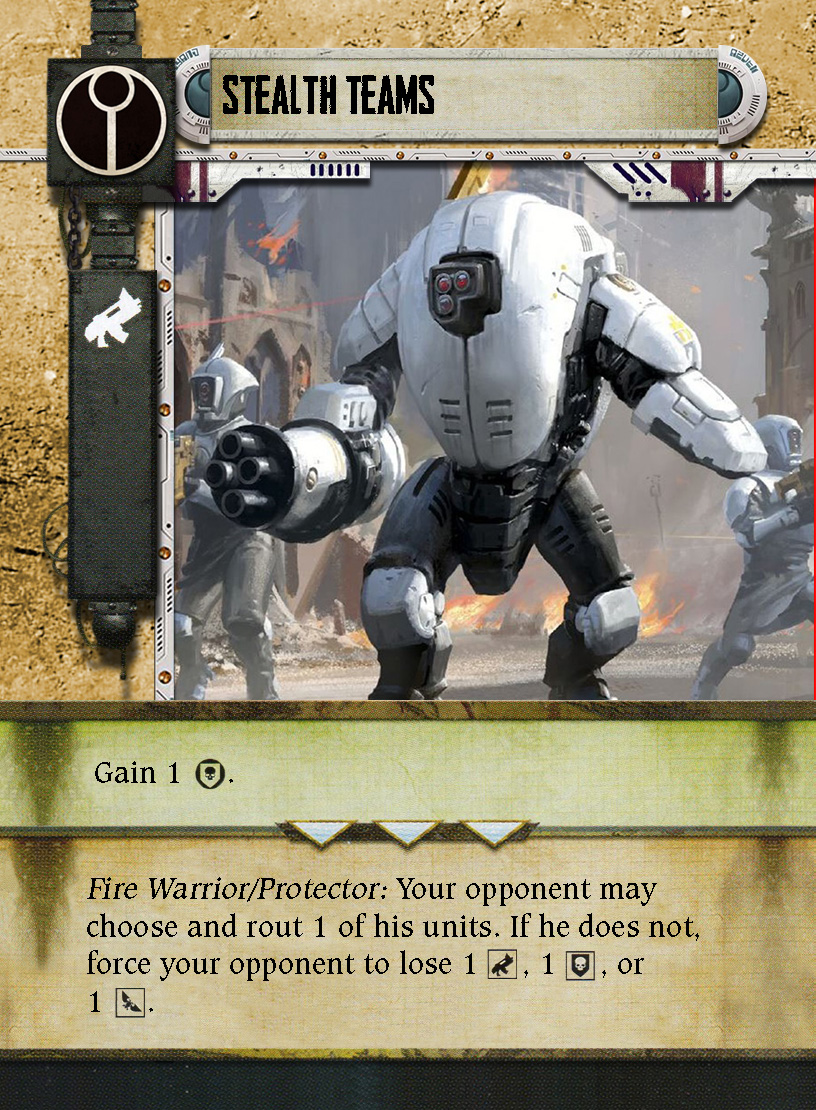 STEALTH TEAMS
Gain 1 .
Fire Warrior/Protector: Your opponent may
choose and rout 1 of his units. If he does not,
force your opponent to lose 1 , 1 , or
1 .